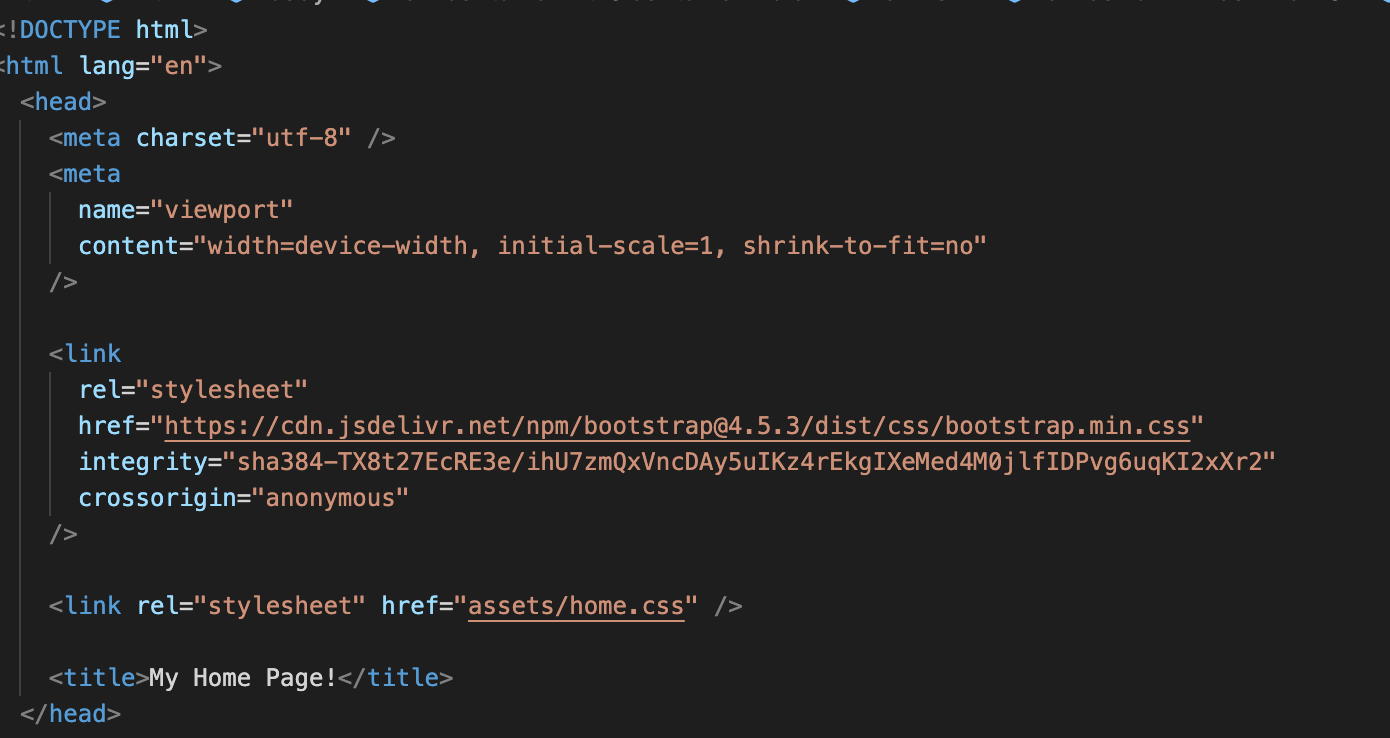 <!DOCTYPE html>
<html lang="en">
<head>
<meta charset="utf-8" />
<meta
name="viewport"
content="width=device-width, initial-scale=1, shrink-to-fit=no"
/>
<link
rel="stylesheet"
href="https://cdn.jsdelivr.net/npm/bootstrap@4.5.3/dist/css/bootstrap.min.css"
integrity="sha384-TX8t27EcRE3e/ihU7zmQxVncDAy5uIKz4rEkgIXeMed4M0jlfIDPvg6uqKI2xXr2"
crossorigin="anonymous"
/>
<link rel="stylesheet" href="assets/home.css" />
<title>My Home Page!</title>
</head>